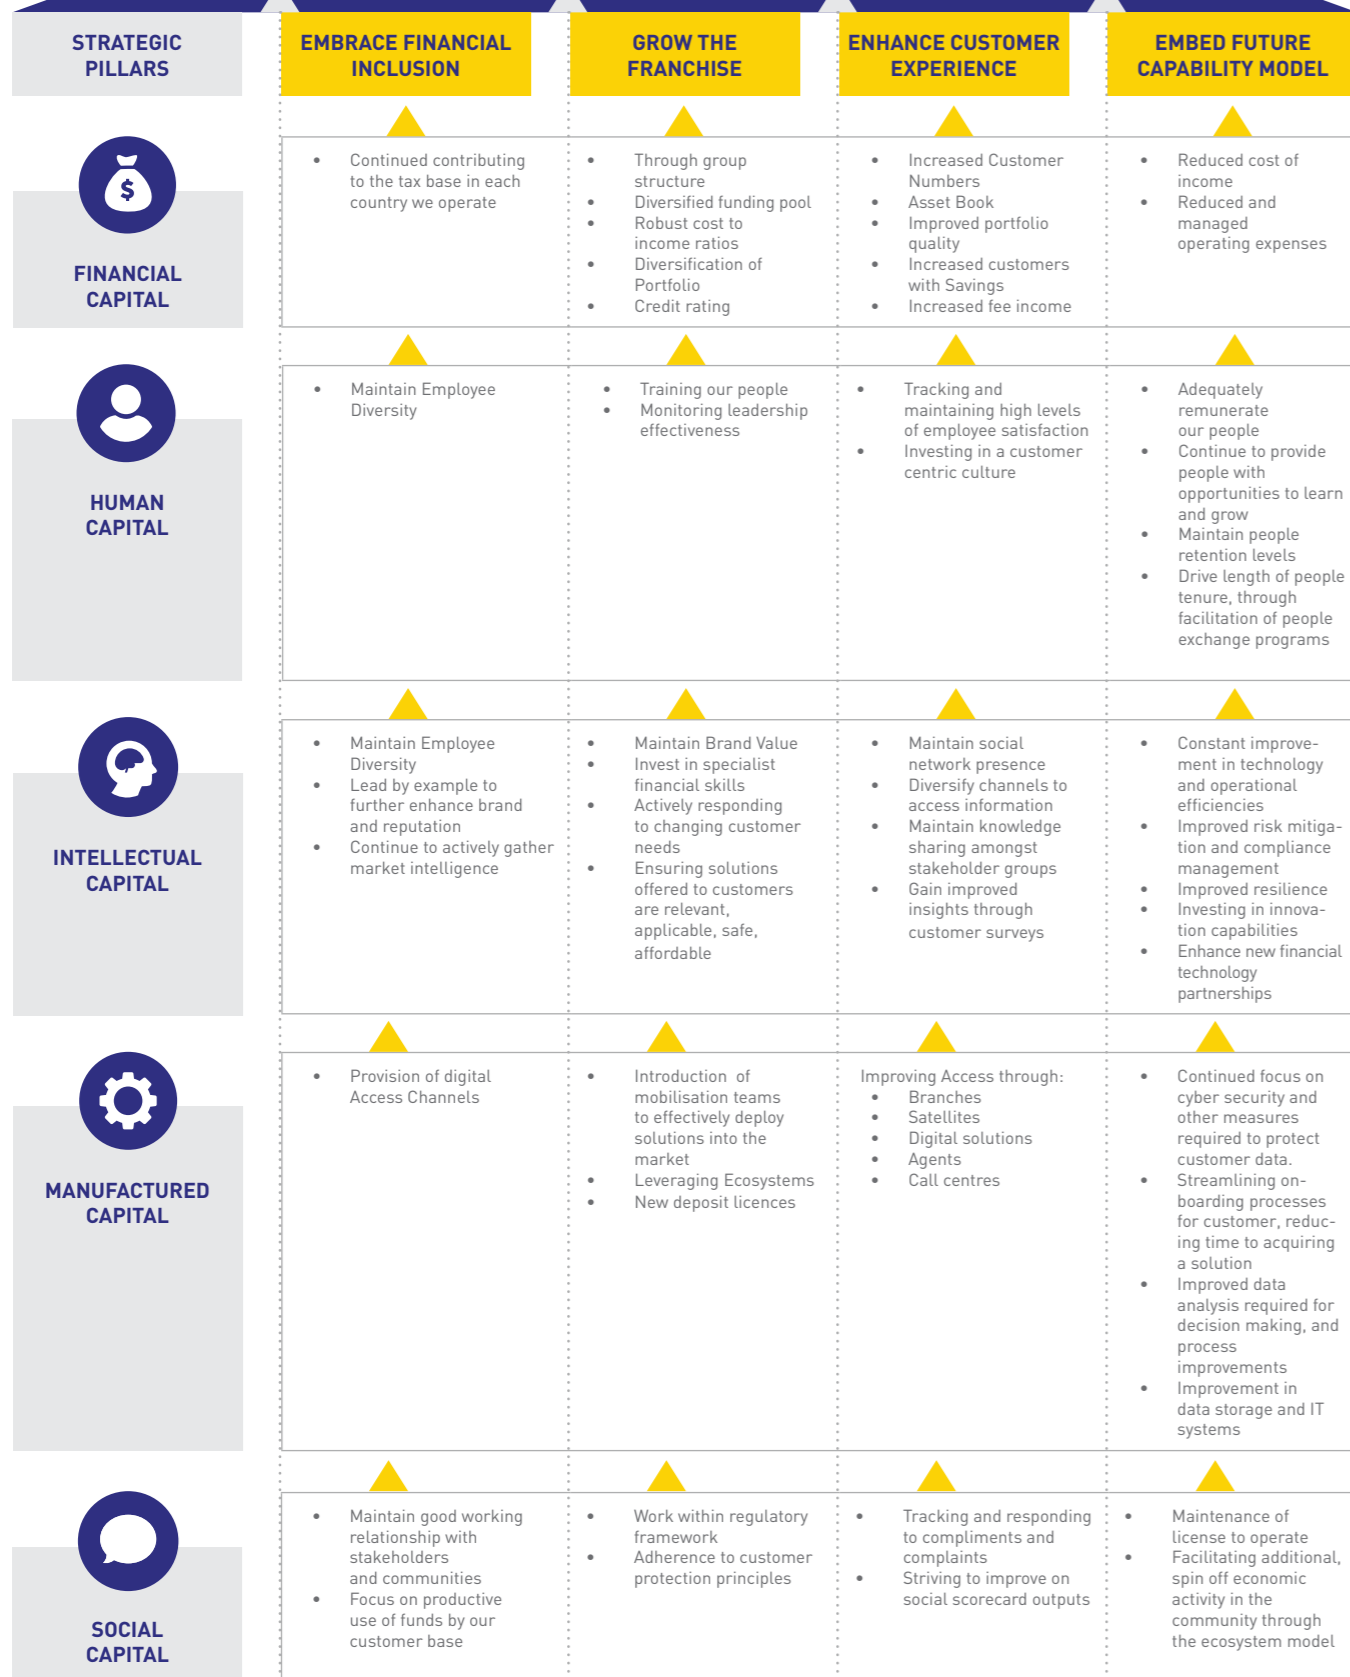 STRATEGIC
PILLARS
EMBRACE FINANCIAL
INCLUSION
GROW THE
FRANCHISE
ENHANCE CUSTOMER
EXPERIENCE
EMBED FUTURE
CAPABILITY MODEL
FINANCIAL
CAPITAL
• Continued contributing
to the tax base in each
country we operate
• Through group
structure
• Diversified funding pool
• Robust cost to
income ratios
• Diversification of
Portfolio
• Credit rating
• Increased Customer
Numbers
• Asset Book
• Improved portfolio
quality
• Increased customers
with Savings
• Increased fee income
• Reduced cost of
income
• Reduced and
managed
operating expenses
HUMAN
CAPITAL
• Maintain Employee
Diversity
• Training our people
• Monitoring leadership
effectiveness
• Tracking and
maintaining high levels
of employee satisfaction
• Investing in a customer
centric culture
• Adequately
remunerate
our people
• Continue to provide
people with
opportunities to learn
and grow
• Maintain people
retention levels
• Drive length of people
tenure, through
facilitation of people
exchange programs
INTELLECTUAL
CAPITAL
• Maintain Employee
Diversity
• Lead by example to
further enhance brand
and reputation
• Continue to actively gather
market intelligence
• Maintain Brand Value
• Invest in specialist
financial skills
• Actively responding
to changing customer
needs
• Ensuring solutions
offered to customers
are relevant,
applicable, safe,
affordable
• Maintain social
network presence
• Diversify channels to
access information
• Maintain knowledge
sharing amongst
stakeholder groups
• Gain improved
insights through
customer surveys
• Constant improve-
ment in technology
and operational
efficiencies
• Improved risk mitiga-
tion and compliance
management
• Improved resilience
• Investing in innova-
tion capabilities
• Enhance new financial
technology
partnerships
MANUFACTURED
CAPITAL
• Provision of digital
Access Channels
• Introduction of
mobilisation teams
to effectively deploy
solutions into the
market
• Leveraging Ecosystems
• New deposit licences
Improving Access through:
• Branches
• Satellites
• Digital solutions
• Agents
• Call centres
• Continued focus on
cyber security and
other measures
required to protect
customer data.
• Streamlining on-
boarding processes
for customer, reduc-
ing time to acquiring
a solution
• Improved data
analysis required for
decision making, and
process
improvements
• Improvement in
data storage and IT
systems
SOCIAL
CAPITAL
• Maintain good working
relationship with
stakeholders
and communities
• Focus on productive
use of funds by our
customer base
• Work within regulatory
framework
• Adherence to customer
protection principles
• Tracking and responding
to compliments and
complaints
• Striving to improve on
social scorecard outputs
• Maintenance of
license to operate
• Facilitating additional,
spin off economic
activity in the
community through
the ecosystem model